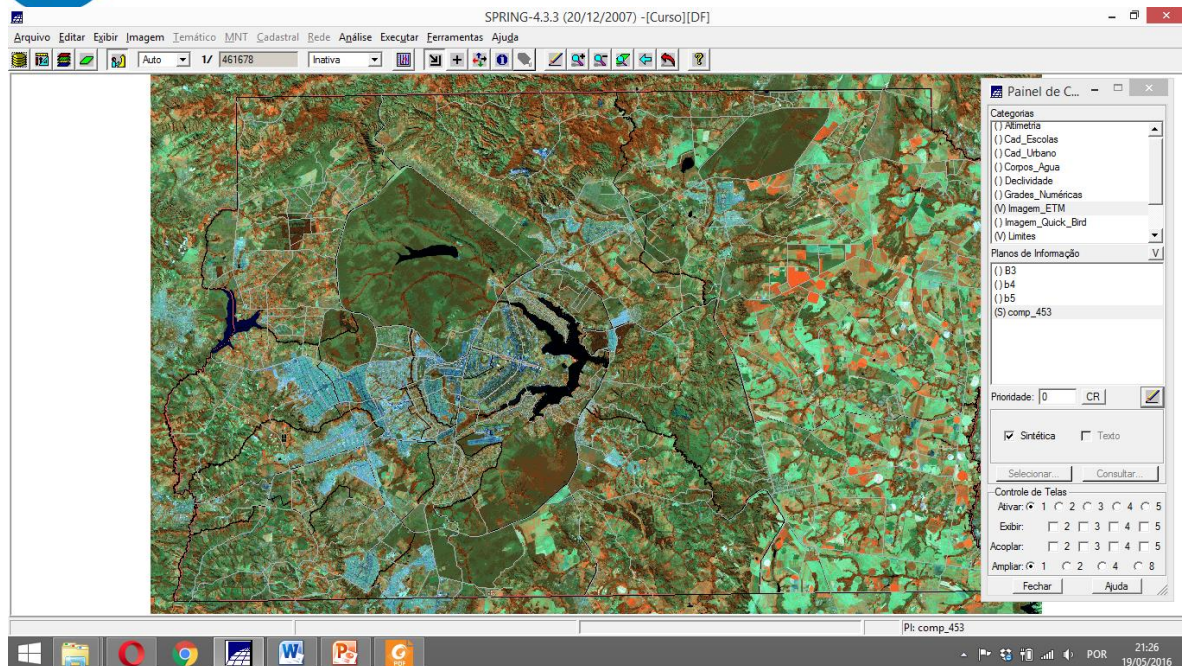 SPRING-4.3.3 (20/12/2007) -[Curso][DF]
Arquivo Editar Exibir Imagem Temático MNT Cadastral Rede Análise Executar Ferramentas Ajuda
Auto 1/ 461678 Inativa
Painel de C...
Categorias
( ) Altimetria
( ) Cad_Escolas
( ) Cad_Urbano
( ) Corpos_Agua
( ) Declividade
( ) Grades_Numéricas
(V) Imagem_ETM
( ) Imagem_Quick_Bird
(V) Limites
Planos de Informação V
( ) B3
( ) b4
( ) b5
(S) comp_453
Prioridade: 0 CR
Sintética Texto
Selecionar... Consultar...
Controle de Telas
Ativar: 1 2 3 4 5
Exibir: 2 3 4 5
Acoplar: 2 3 4 5
Ampliar: 1 2 4 8
Fechar Ajuda
PI: comp_453
POR 21:26
19/05/2016